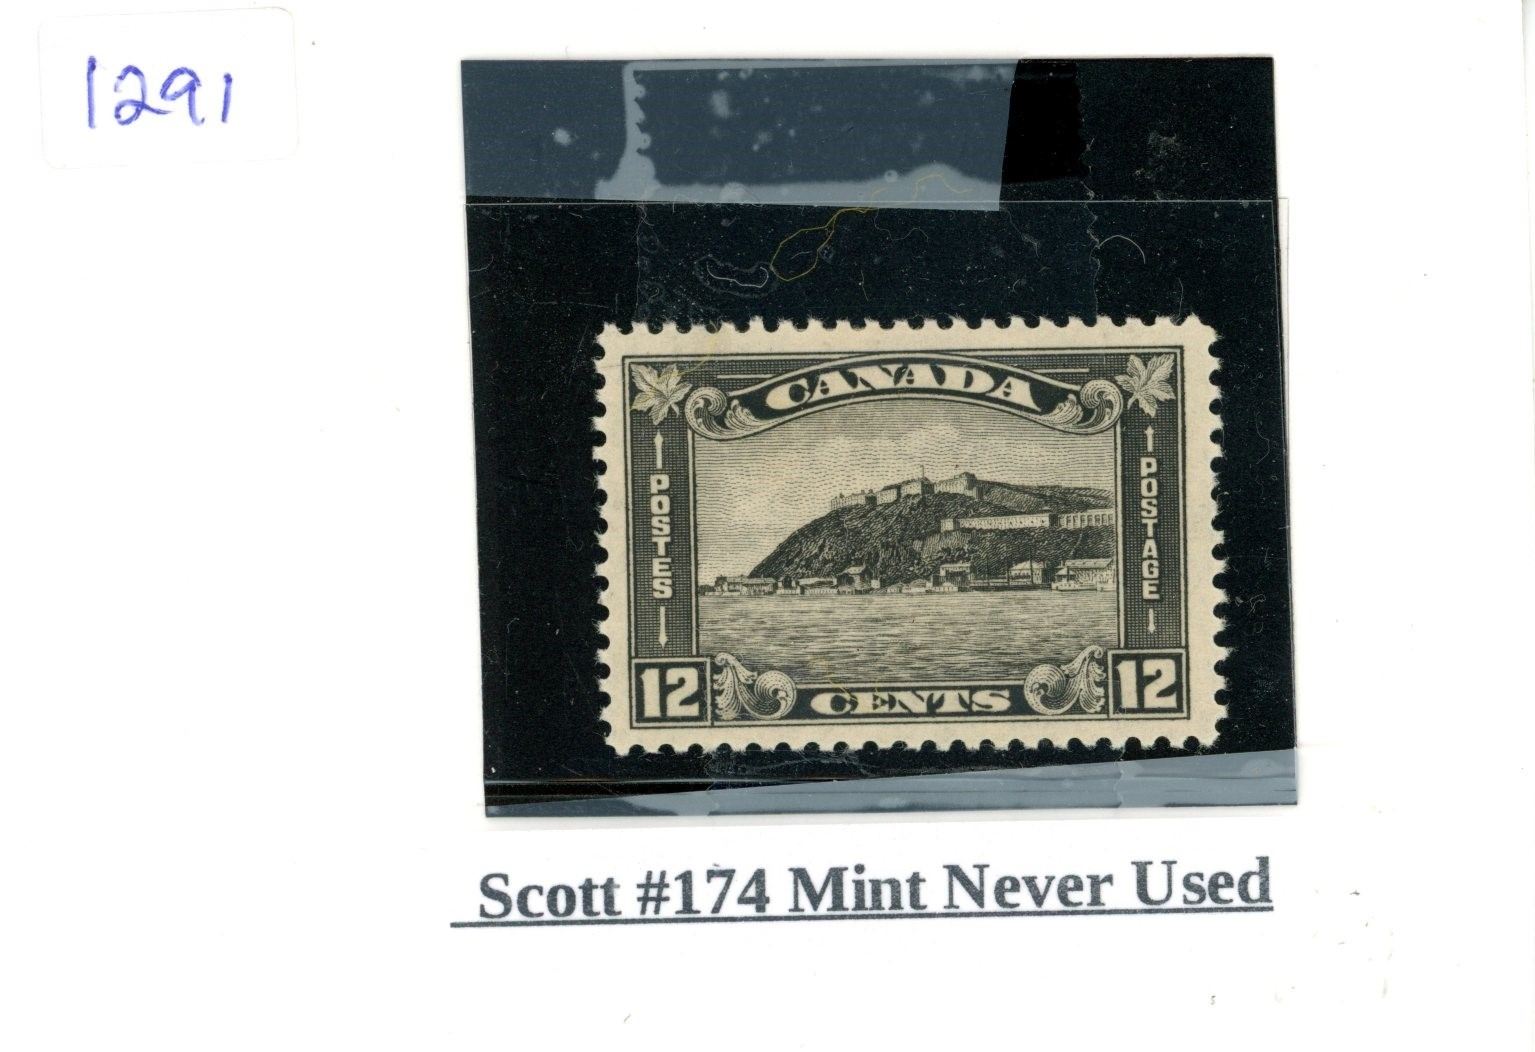 1291
CANADA
POSTES
POSTAGE
12
CENTS
12
Scott #174 Mint Never Used